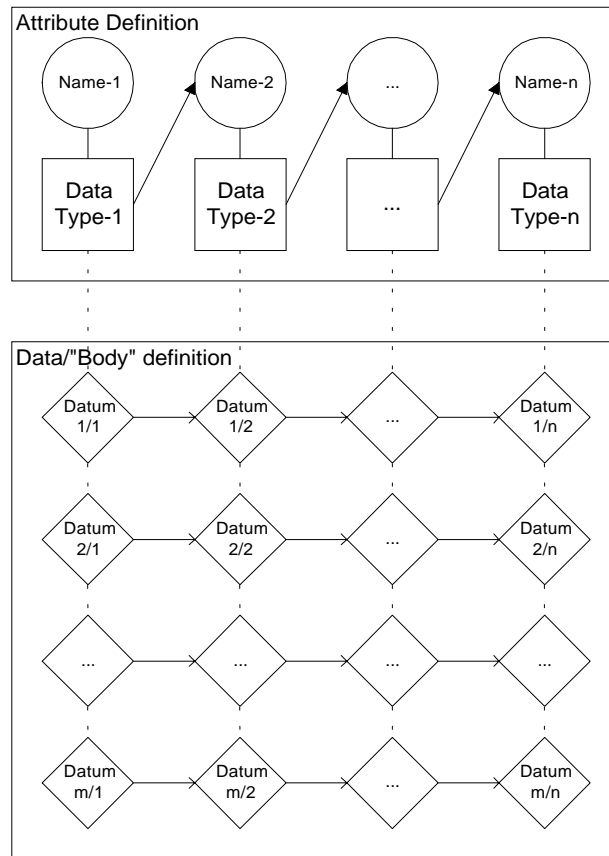 Attribute Definition
Name-1 Name-2 ... Name-n
Data Data ... Data
Type-1 Type-2 Type-n
Data/"Body" definition
Datum Datum ... Datum
1/1 1/2 1/n
Datum Datum ... Datum
2/1 2/2 2/n
... ... ... ...
Datum Datum ... Datum
m/1 m/2 m/n